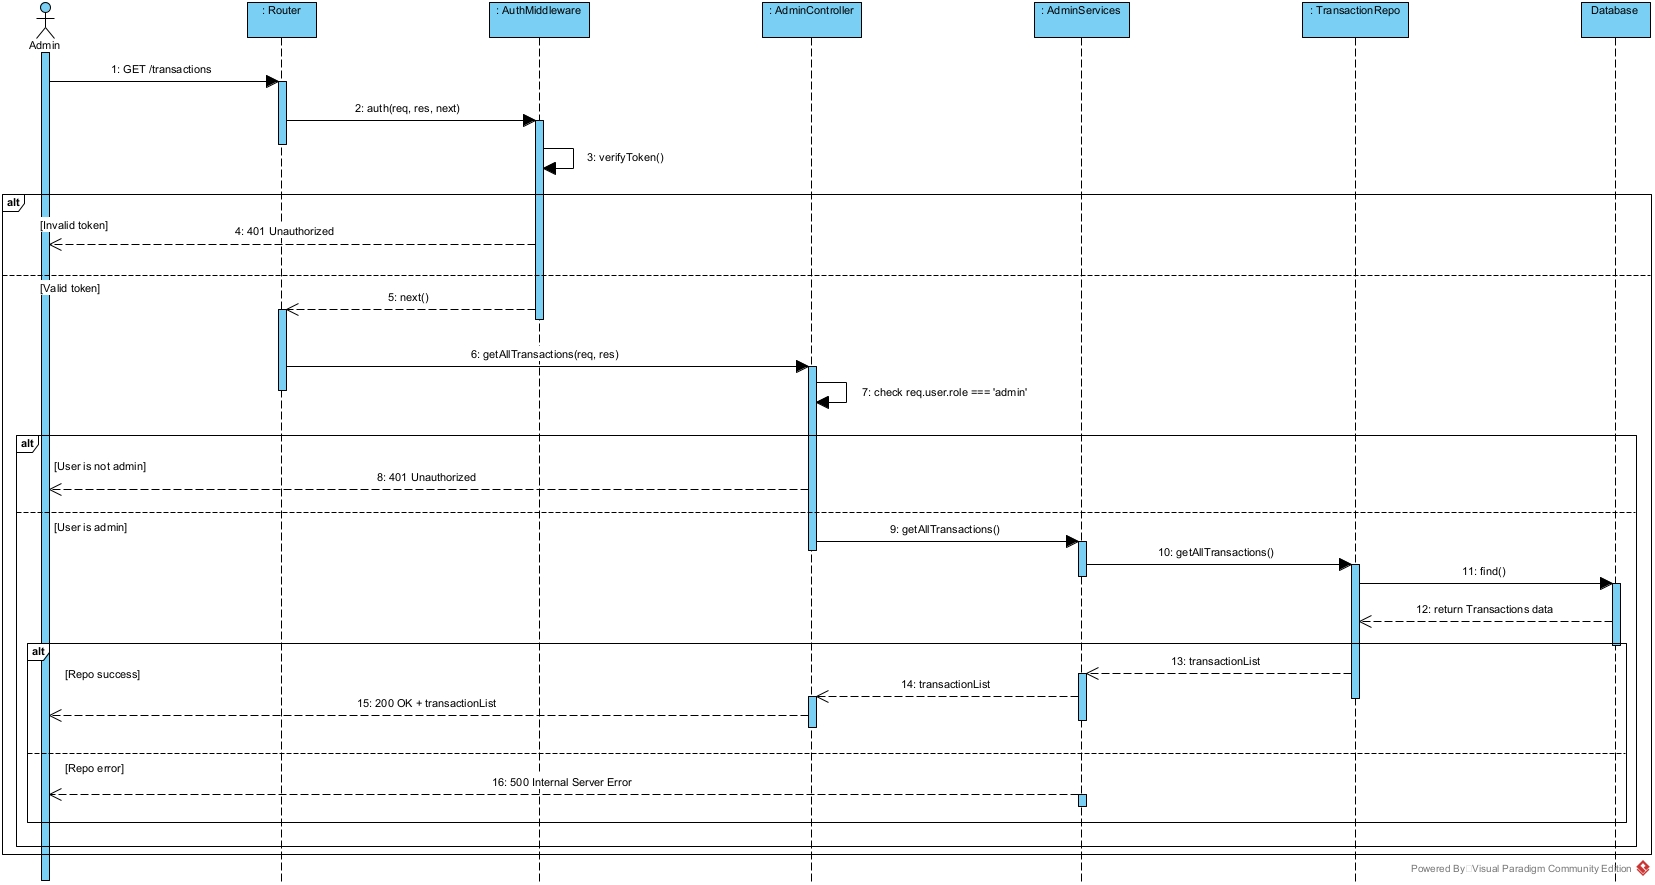 : Router
: AuthMiddleware
: AdminController
: AdminServices
: TransactionRepo
Database
Admin
1: GET /transactions
2: auth(req, res, next)
3: verifyToken()
alt
[Invalid token]
4: 401 Unauthorized
[Valid token]
5: next()
6: getAllTransactions(req, res)
7: check req.user.role === 'admin'
alt
[User is not admin]
8: 401 Unauthorized
[User is admin]
9: getAllTransactions()
10: getAllTransactions()
11: find()
12: return Transactions data
alt
[Repo success]
13: transactionList
14: transactionList
15: 200 OK + transactionList
[Repo error]
16: 500 Internal Server Error
Powered By Visual Paradigm Community Edition